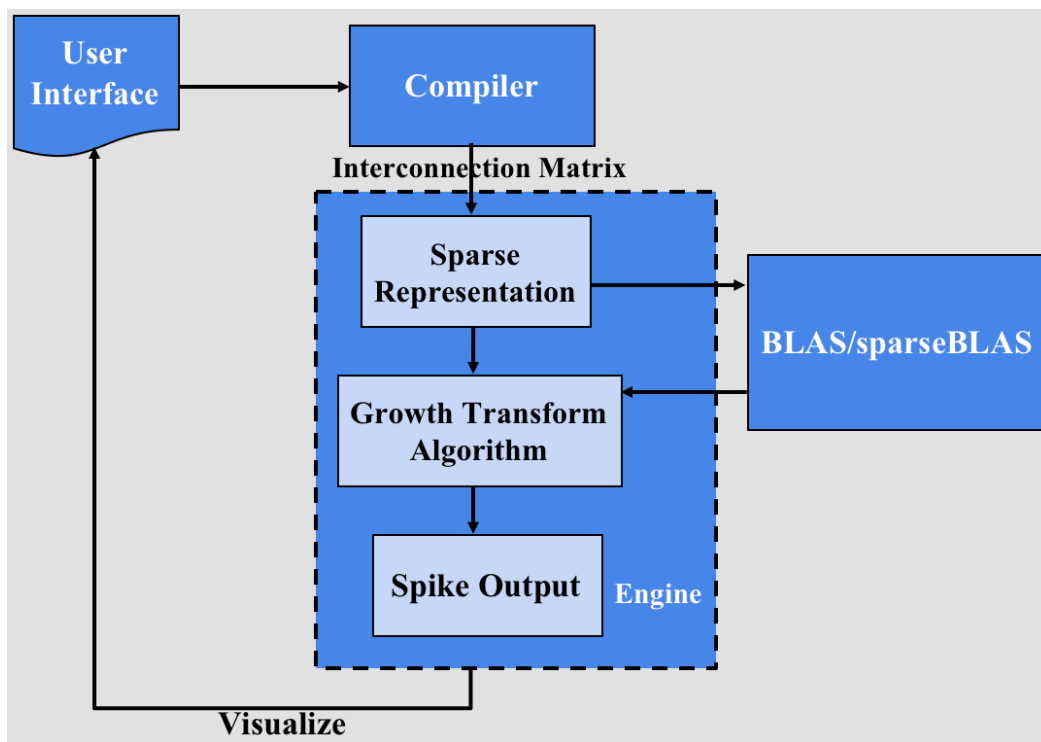 User
Interface
Compiler
Interconnection Matrix
Sparse
Representation
BLAS/sparseBLAS
Growth Transform
Algorithm
Spike Output
Engine
Visualize